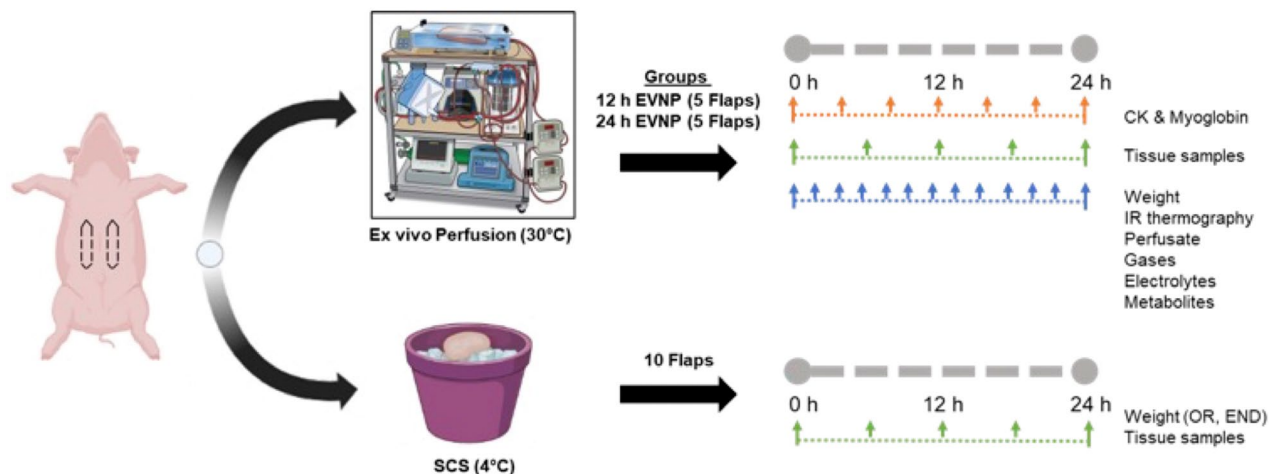 Groups
12 h EVNP (5 Flaps)
24 h EVNP (5 Flaps)
Ex vivo Perfusion (30°C)
0 h 12 h 24 h
CK & Myoglobin
Tissue samples
Weight
IR thermography
Perfusate
Gases
Electrolytes
Metabolites
10 Flaps
SCS (4°C)
0 h 12 h 24 h
Weight (OR, END)
Tissue samples